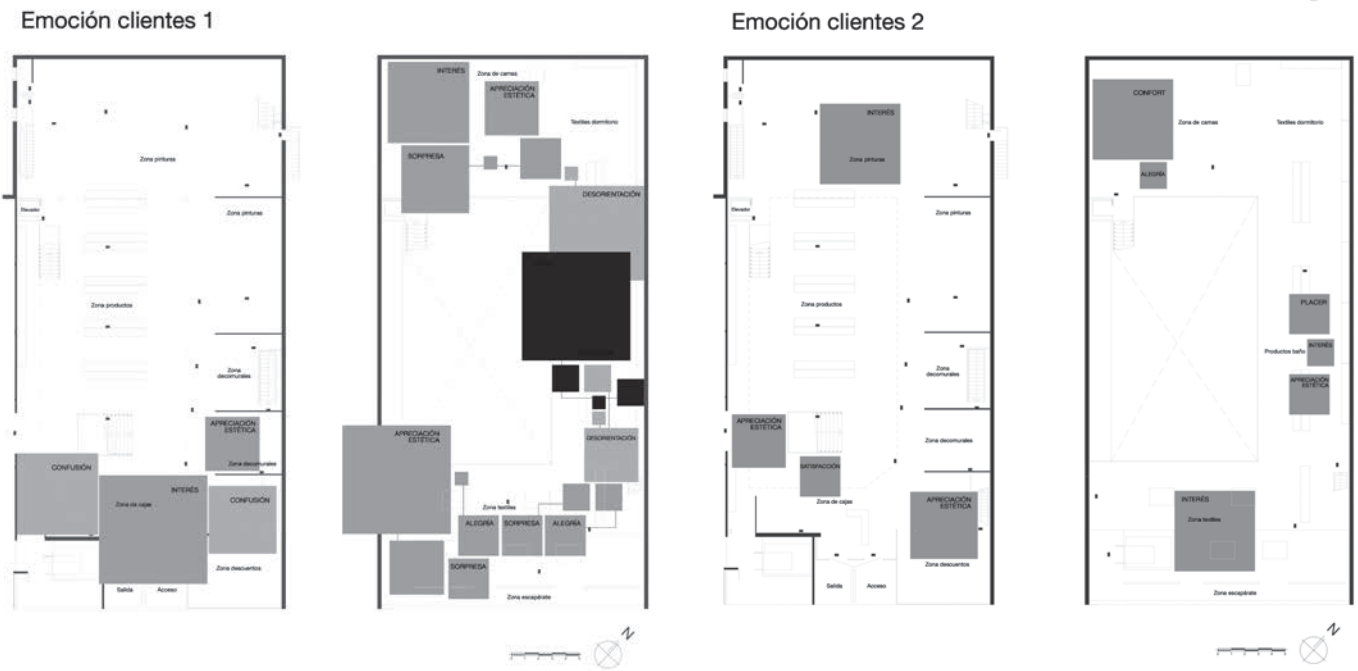 Emoción clientes 1
Zona pinturas
Elevador
Zona pinturas
Zona productos
Zona
decomurales
APRECIACIÓN
ESTÉTICA
Zona decomurales
CONFUSIÓN
INTERÉS
Zona de cajas
CONFUSIÓN
Zona descuentos
Salida
Acceso
INTERÉS
Zona de camas
APRECIACIÓN
ESTÉTICA
Textiles dormitorio
SORPRESA
DESORIENTACIÓN
APRECIACIÓN
ESTÉTICA
DESORIENTACIÓN
Zona textiles
ALEGRÍA
SORPRESA
ALEGRÍA
SORPRESA
Zona escapárate
N
Emoción clientes 2
INTERÉS
Zona pinturas
Elevador
Zona pinturas
Zona productos
Zona
decomurales
APRECIACIÓN
ESTÉTICA
Zona decomurales
SATISFACCIÓN
Zona de cajas
APRECIACIÓN
ESTÉTICA
Zona descuentos
Salida
Acceso
CONFORT
Zona de camas
Textiles dormitorio
ALEGRÍA
PLACER
Productos baño
INTERÉS
APRECIACIÓN
ESTÉTICA
INTERÉS
Zona textiles
Zona escapárate
N